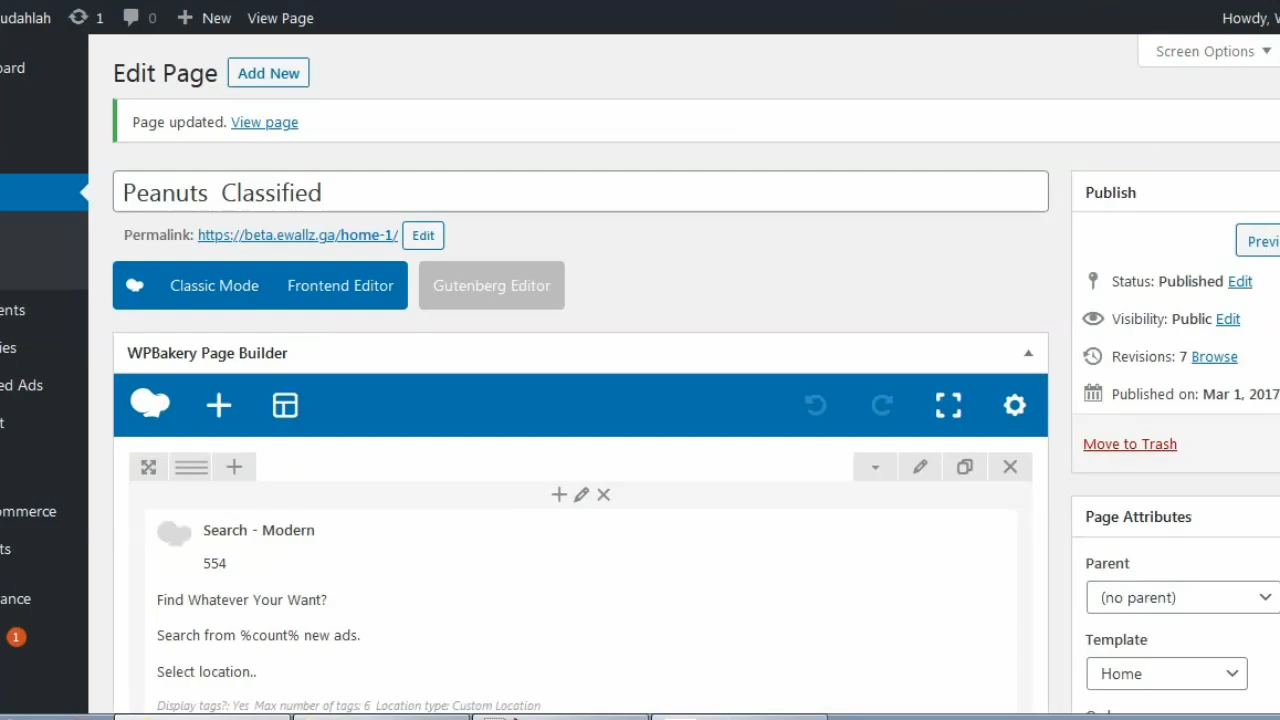 udahlah 1 0 New View Page Howdy,
Screen Options
Edit Page Add New
Page updated. View page
Peanuts Classified
Permalink: https://beta.ewallz.ga/home-1/ Edit
Classic Mode Frontend Editor Gutenberg Editor
WPBakery Page Builder
Search - Modern
554
Find Whatever Your Want?
Search from %count% new ads.
Select location..
Display tags?: Yes Max number of tags: 6 Location type: Custom Location
Publish
Previ
Status: Published Edit
Visibility: Public Edit
Revisions: 7 Browse
Published on: Mar 1, 2017
Move to Trash
Page Attributes
Parent
(no parent)
Template
Home
oard
ents
ies
ed Ads
t
ommerce
ts
ance
1